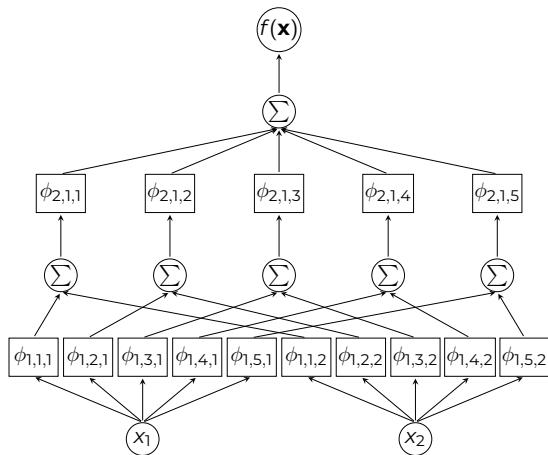 f(x)
∑
ϕ2,1,1 ϕ2,1,2 ϕ2,1,3 ϕ2,1,4 ϕ2,1,5
∑ ∑ ∑ ∑ ∑
ϕ1,1,1 ϕ1,2,1 ϕ1,3,1 ϕ1,4,1 ϕ1,5,1 ϕ1,1,2 ϕ1,2,2 ϕ1,3,2 ϕ1,4,2 ϕ1,5,2
x1 x2